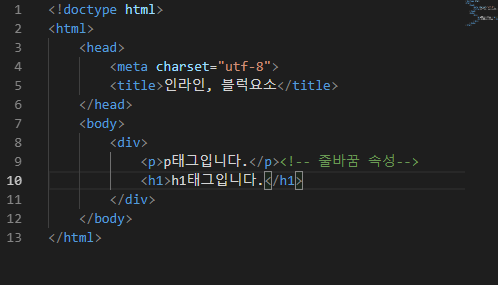 1 <!doctype html>
2 <html>
3     <head>
4         <meta charset="utf-8">
5         <title>인라인, 블럭요소</title>
6     </head>
7     <body>
8         <div>
9             <p>p태그입니다.</p><!-- 줄바꿈 속성-->
10             <h1>h1태그입니다.</h1>
11         </div>
12     </body>
13 </html>